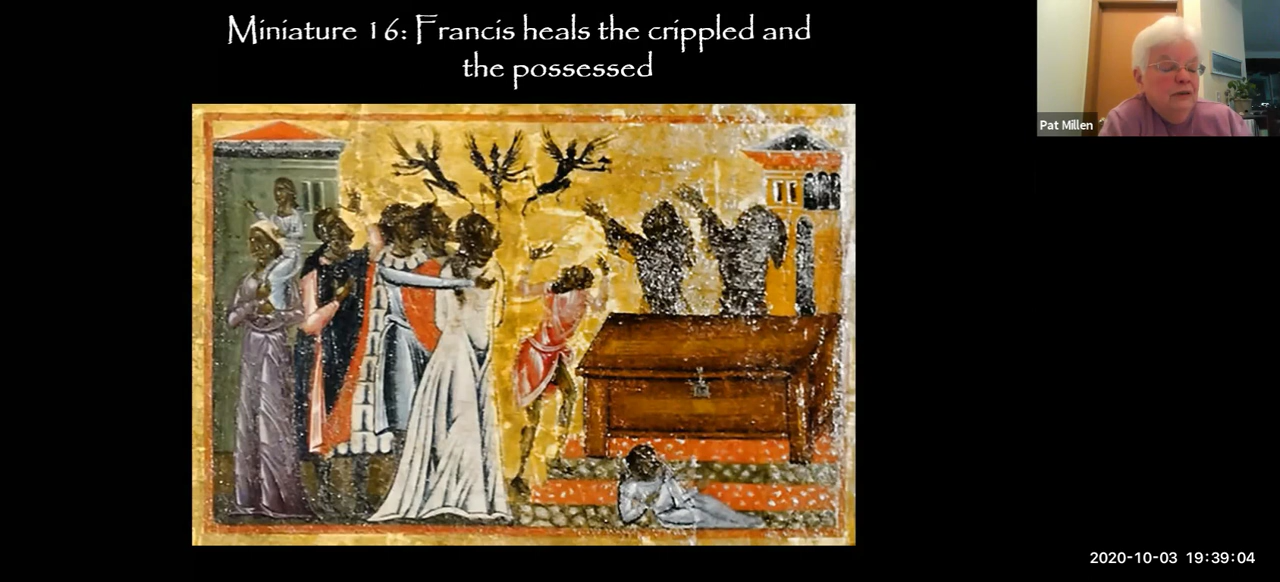 Miniature 16: Francis heals the crippled and
the possessed
Pat Millen
2020-10-03 19:39:04